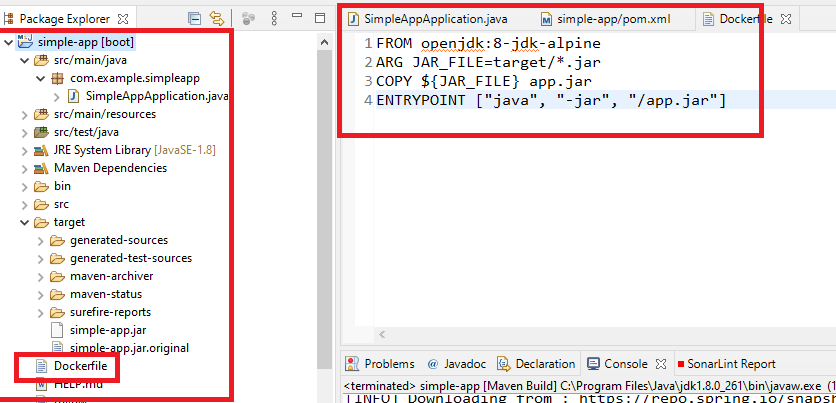 Package Explorer
simple-app [boot]
src/main/java
com.example.simpleapp
SimpleAppApplication.java
src/main/resources
src/test/java
JRE System Library [JavaSE-1.8]
Maven Dependencies
bin
src
target
generated-sources
generated-test-sources
maven-archiver
maven-status
surefire-reports
simple-app.jar
simple-app.jar.original
Dockerfile
HELP.md
SimpleAppApplication.java simple-app/pom.xml Dockerfile
1 FROM openjdk:8-jdk-alpine
2 ARG JAR_FILE=target/*.jar
3 COPY ${JAR_FILE} app.jar
4 ENTRYPOINT ["java", "-jar", "/app.jar"]
Problems @ Javadoc Declaration Console SonarLint Report
<terminated> simple-app [Maven Build] C:\Program Files\Java\jdk1.8.0_261\bin\javaw.exe (1
[INFO] Downloading from : https://repo.spring.io/snaps